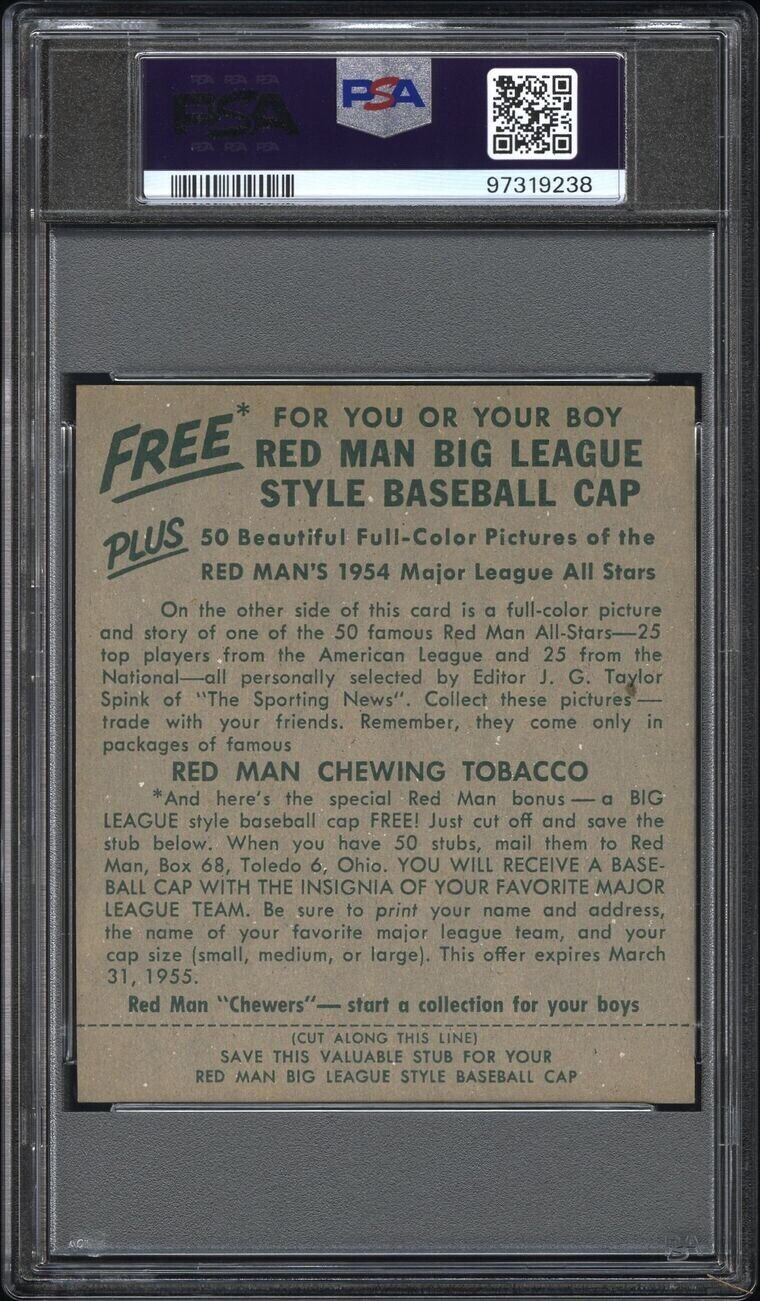 PSA PSA PSA
PSA
PSA PSA PSA
PSA
97319238
FREE* FOR YOU OR YOUR BOY
RED MAN BIG LEAGUE
STYLE BASEBALL CAP
PLUS 50 Beautiful Full-Color Pictures of the
RED MAN'S 1954 Major League All Stars
On the other side of this card is a full-color picture
and story of one of the 50 famous Red Man All-Stars—25
top players from the American League and 25 from the
National—all personally selected by Editor J. G. Taylor
Spink of "The Sporting News". Collect these pictures—
trade with your friends. Remember, they come only in
packages of famous
RED MAN CHEWING TOBACCO
*And here's the special Red Man bonus — a BIG
LEAGUE style baseball cap FREE! Just cut off and save the
stub below. When you have 50 stubs, mail them to Red
Man, Box 68, Toledo 6, Ohio. YOU WILL RECEIVE A BASE-
BALL CAP WITH THE INSIGNIA OF YOUR FAVORITE MAJOR
LEAGUE TEAM. Be sure to print your name and address,
the name of your favorite major league team, and your
cap size (small, medium, or large). This offer expires March
31, 1955.
Red Man "Chewers"— start a collection for your boys
(CUT ALONG THIS LINE)
SAVE THIS VALUABLE STUB FOR YOUR
RED MAN BIG LEAGUE STYLE BASEBALL CAP